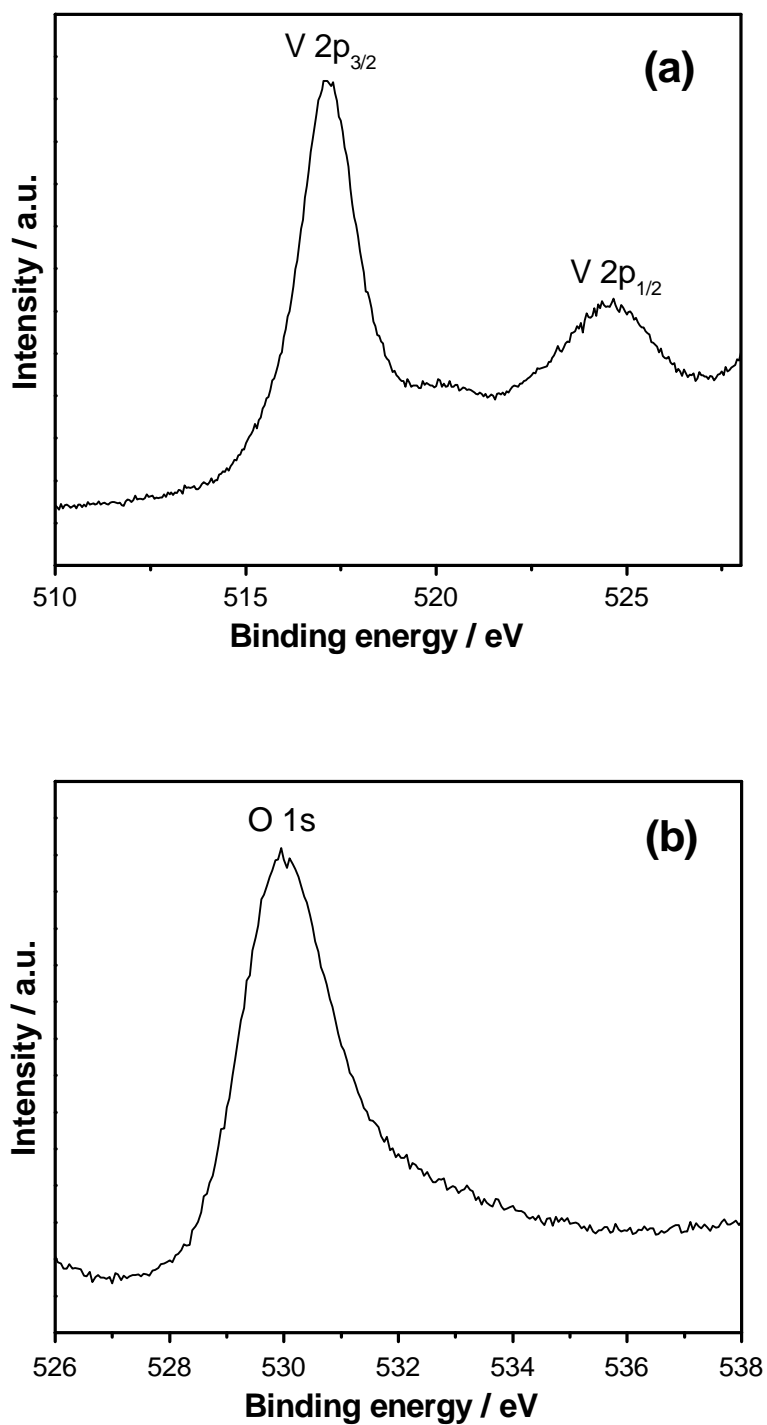 V 2p3/2
(a)
V 2p1/2
Intensity / a.u.
510 515 520 525
Binding energy / eV
O 1s
(b)
Intensity / a.u.
526 528 530 532 534 536 538
Binding energy / eV